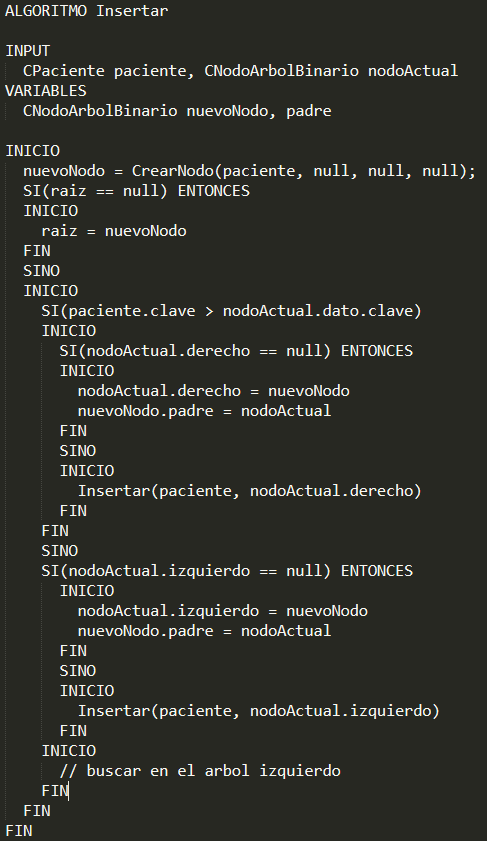 ALGORITMO Insertar

INPUT
  CPaciente paciente, CNodoArbolBinario nodoActual
VARIABLES
  CNodoArbolBinario nuevoNodo, padre

INICIO
  nuevoNodo = CrearNodo(paciente, null, null, null);
  SI(raiz == null) ENTONCES
  INICIO
    raiz = nuevoNodo
  FIN
  SINO
  INICIO
    SI(paciente.clave > nodoActual.dato.clave)
    INICIO
      SI(nodoActual.derecho == null) ENTONCES
      INICIO
        nodoActual.derecho = nuevoNodo
        nuevoNodo.padre = nodoActual
      FIN
      SINO
      INICIO
        Insertar(paciente, nodoActual.derecho)
      FIN
    FIN
    SINO
    SI(nodoActual.izquierdo == null) ENTONCES
      INICIO
        nodoActual.izquierdo = nuevoNodo
        nuevoNodo.padre = nodoActual
      FIN
      SINO
      INICIO
        Insertar(paciente, nodoActual.izquierdo)
      FIN
    INICIO
      // buscar en el arbol izquierdo
    FIN
  FIN
FIN